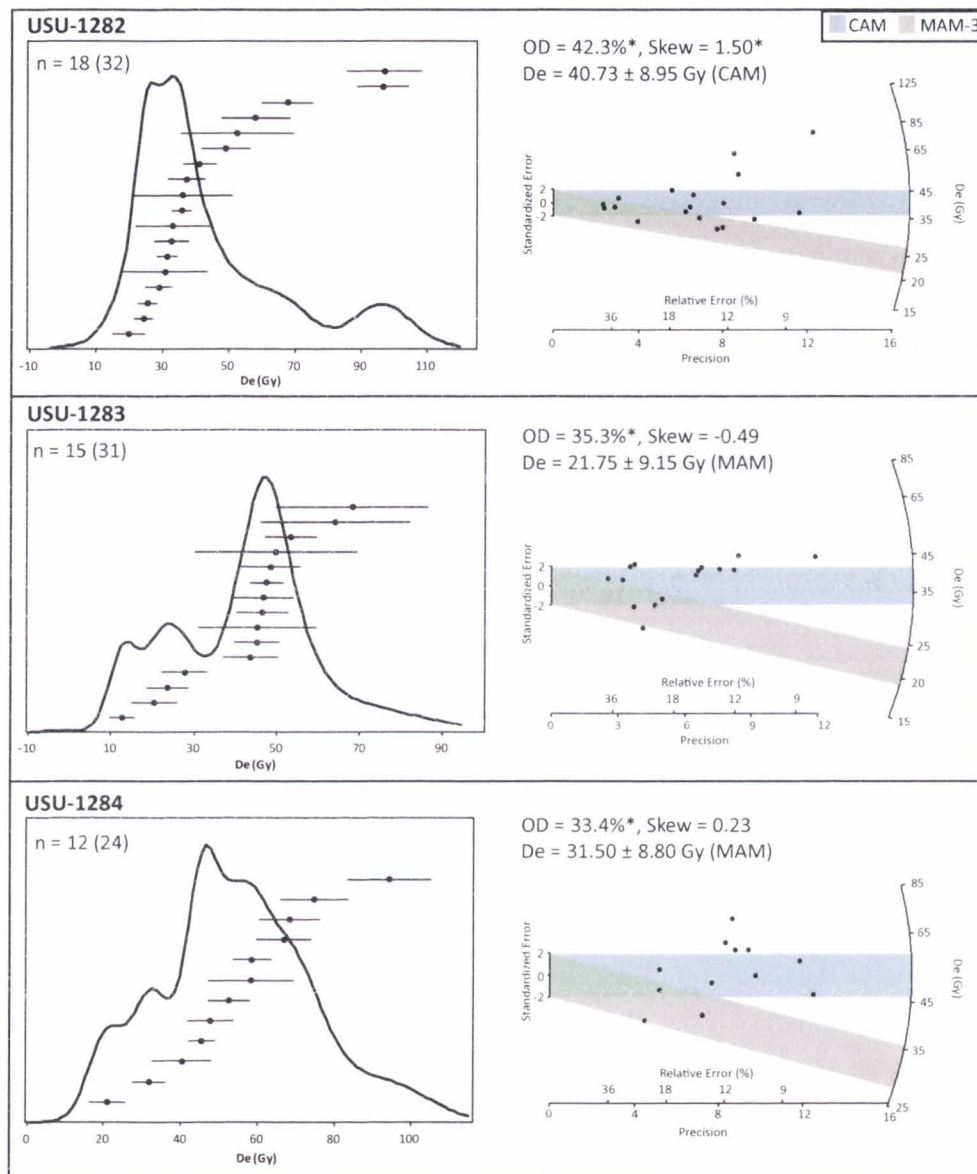 USU-1282
CAM MAM-3
n = 18 (32)
OD = 42.3%*, Skew = 1.50*
De = 40.73 ± 8.95 Gy (CAM)
-10 10 30 50 70 90 110
De (Gy)
Standardized Error
2
0
-2
Relative Error (%)
36 18 12 9
0 4 8 12 16
Precision
125
85
65
45
35
25
20
15
De (Gy)
USU-1283
n = 15 (31)
OD = 35.3%*, Skew = -0.49
De = 21.75 ± 9.15 Gy (MAM)
-10 10 30 50 70 90
De (Gy)
Standardized Error
2
0
-2
Relative Error (%)
36 18 12 9
0 3 6 9 12
Precision
85
65
45
35
25
20
15
De (Gy)
USU-1284
n = 12 (24)
OD = 33.4%*, Skew = 0.23
De = 31.50 ± 8.80 Gy (MAM)
0 20 40 60 80 100
De (Gy)
Standardized Error
2
0
-2
Relative Error (%)
36 18 12 9
0 4 8 12 16
Precision
85
65
45
35
25
De (Gy)